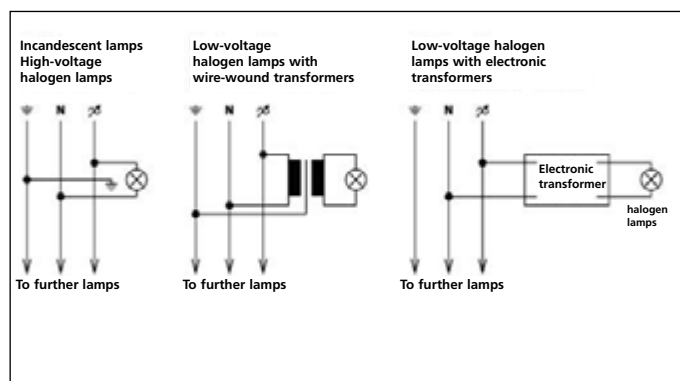 Incandescent lamps
High-voltage
halogen lamps
Low-voltage
halogen lamps with
wire-wound transformers
Low-voltage halogen
lamps with electronic
transformers
N
N
N
Electronic
transformer
halogen
lamps
To further lamps
To further lamps
To further lamps